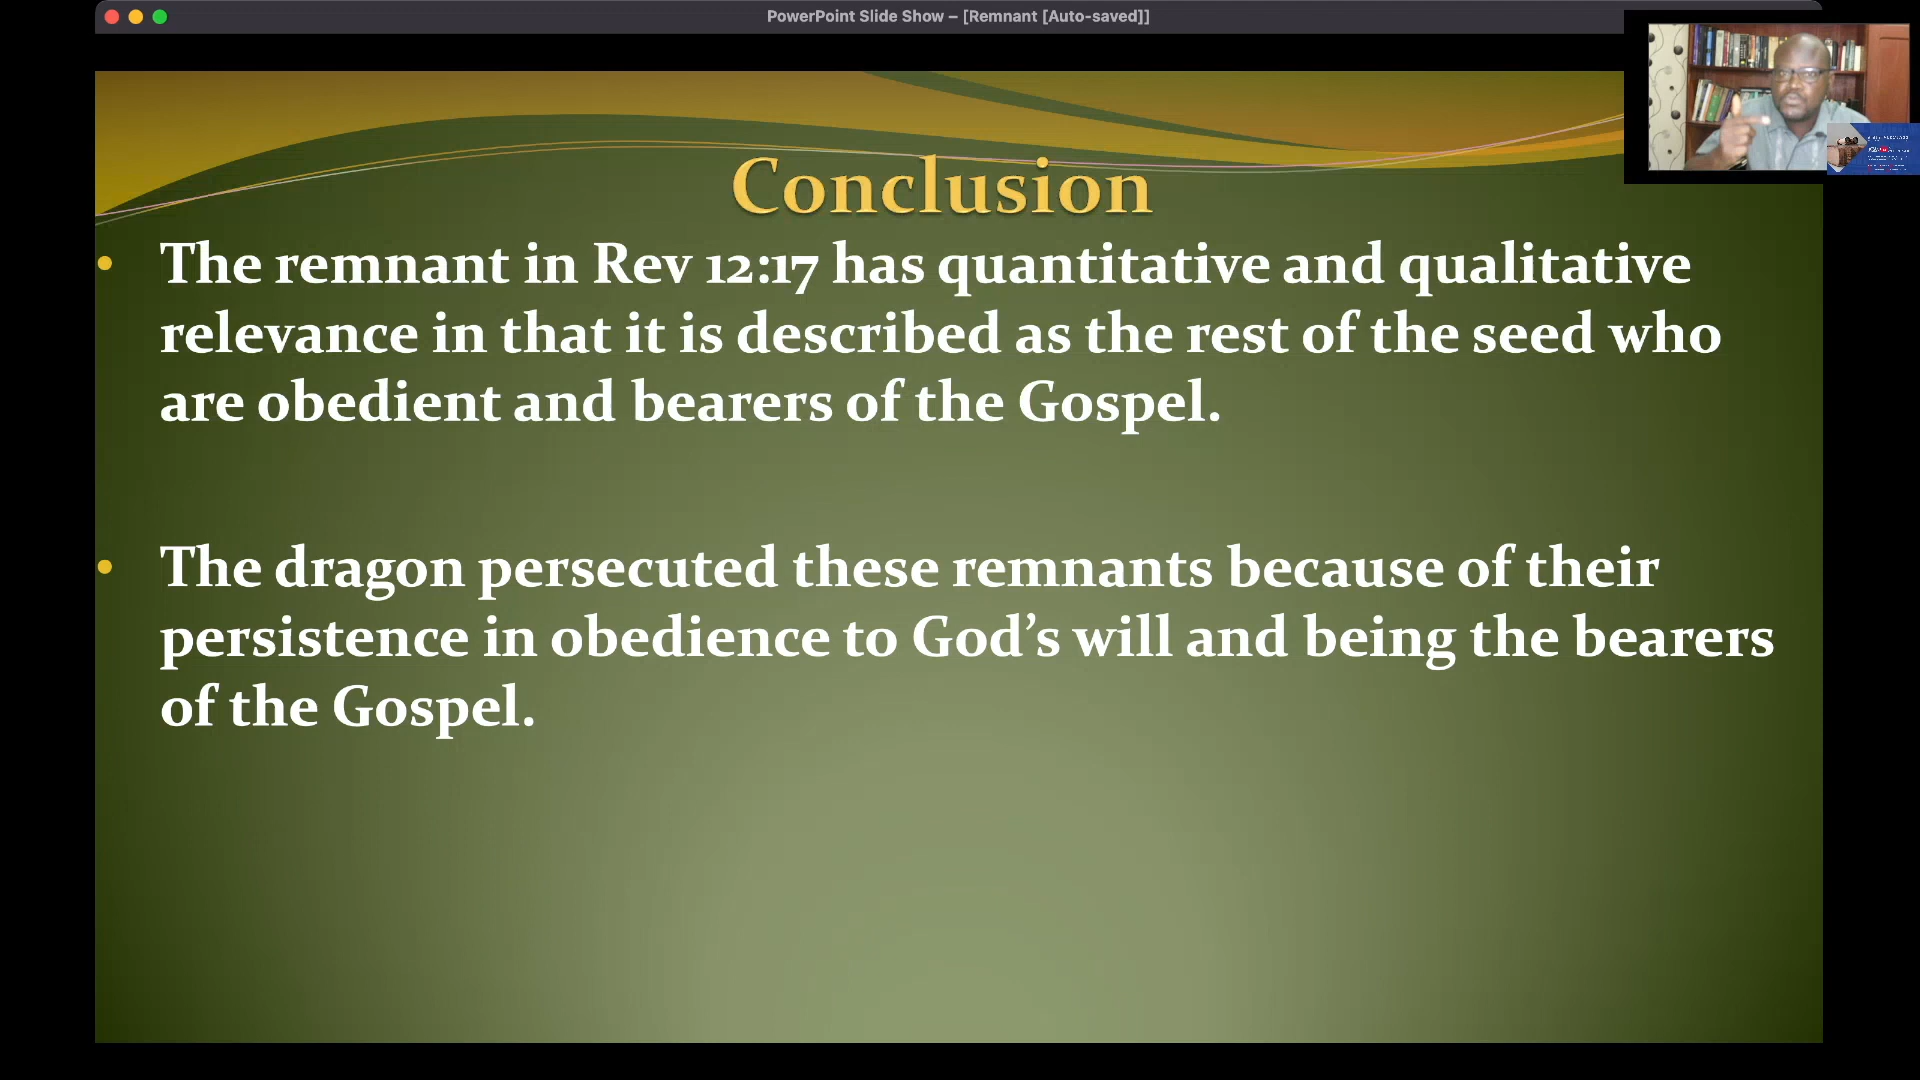 PowerPoint Slide Show – [Remnant [Auto-saved]]
Conclusion
• The remnant in Rev 12:17 has quantitative and qualitative
relevance in that it is described as the rest of the seed who
are obedient and bearers of the Gospel.
• The dragon persecuted these remnants because of their
persistence in obedience to God’s will and being the bearers
of the Gospel.